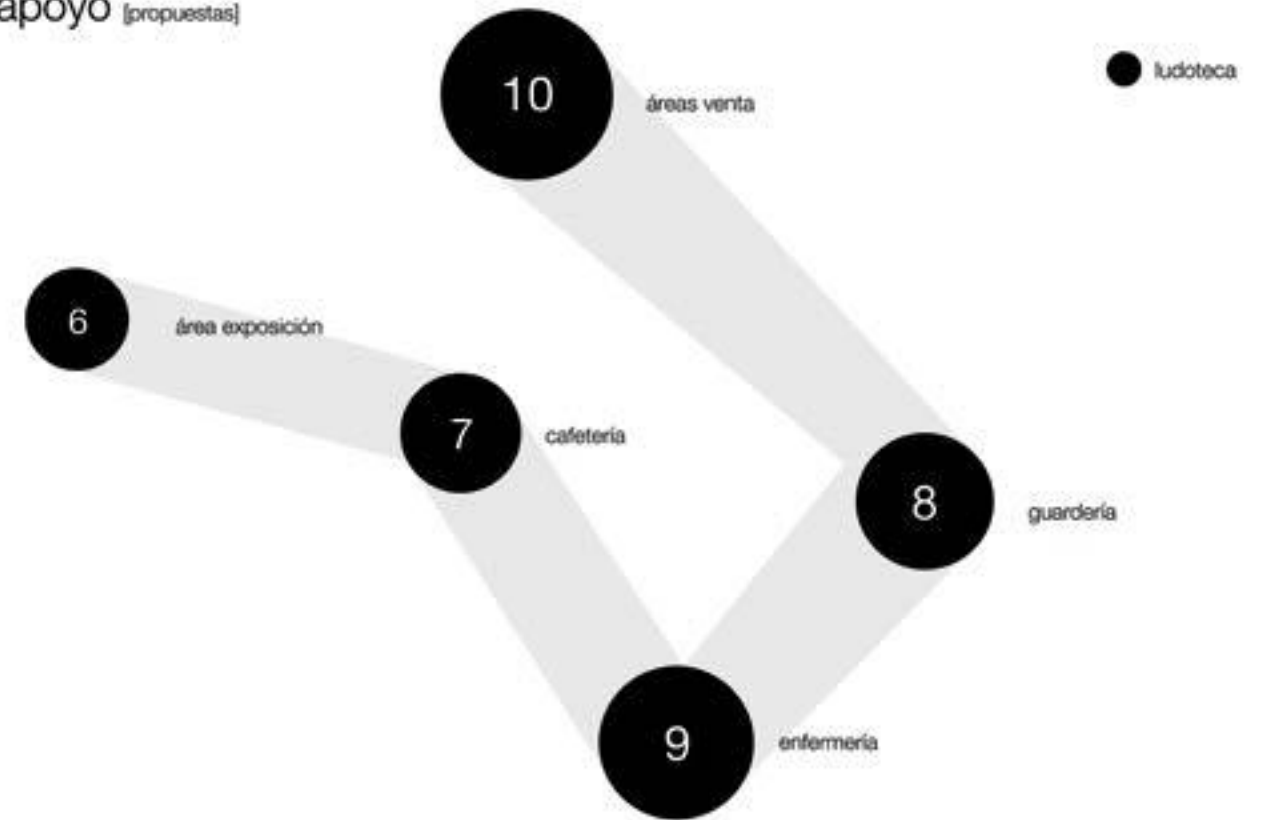 apoyo [propuestas]
10
áreas venta
ludoteca
6
área exposición
7
cafetería
8
guardería
9
enfermería